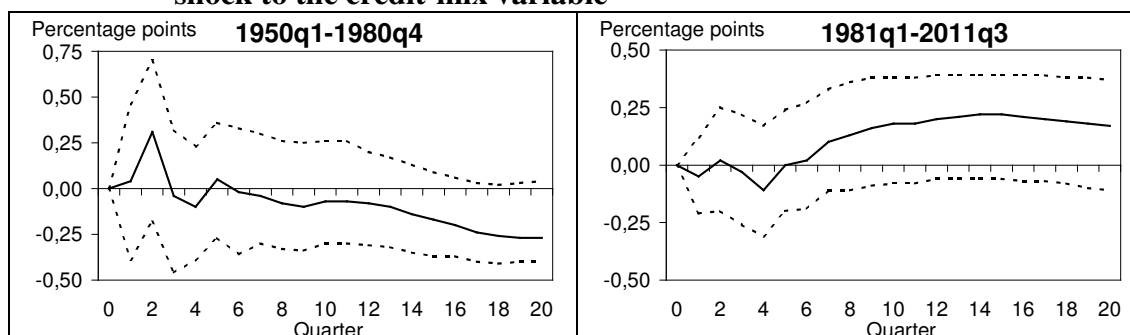 shock to the credit-mix variable
Percentage points 1950q1-1980q4
0,75
0,50
0,25
0,00
-0,25
-0,50
0 2 4 6 8 10 12 14 16 18 20
Quarter
Percentage points 1981q1-2011q3
0,50
0,25
0,00
-0,25
-0,50
0 2 4 6 8 10 12 14 16 18 20
Quarter